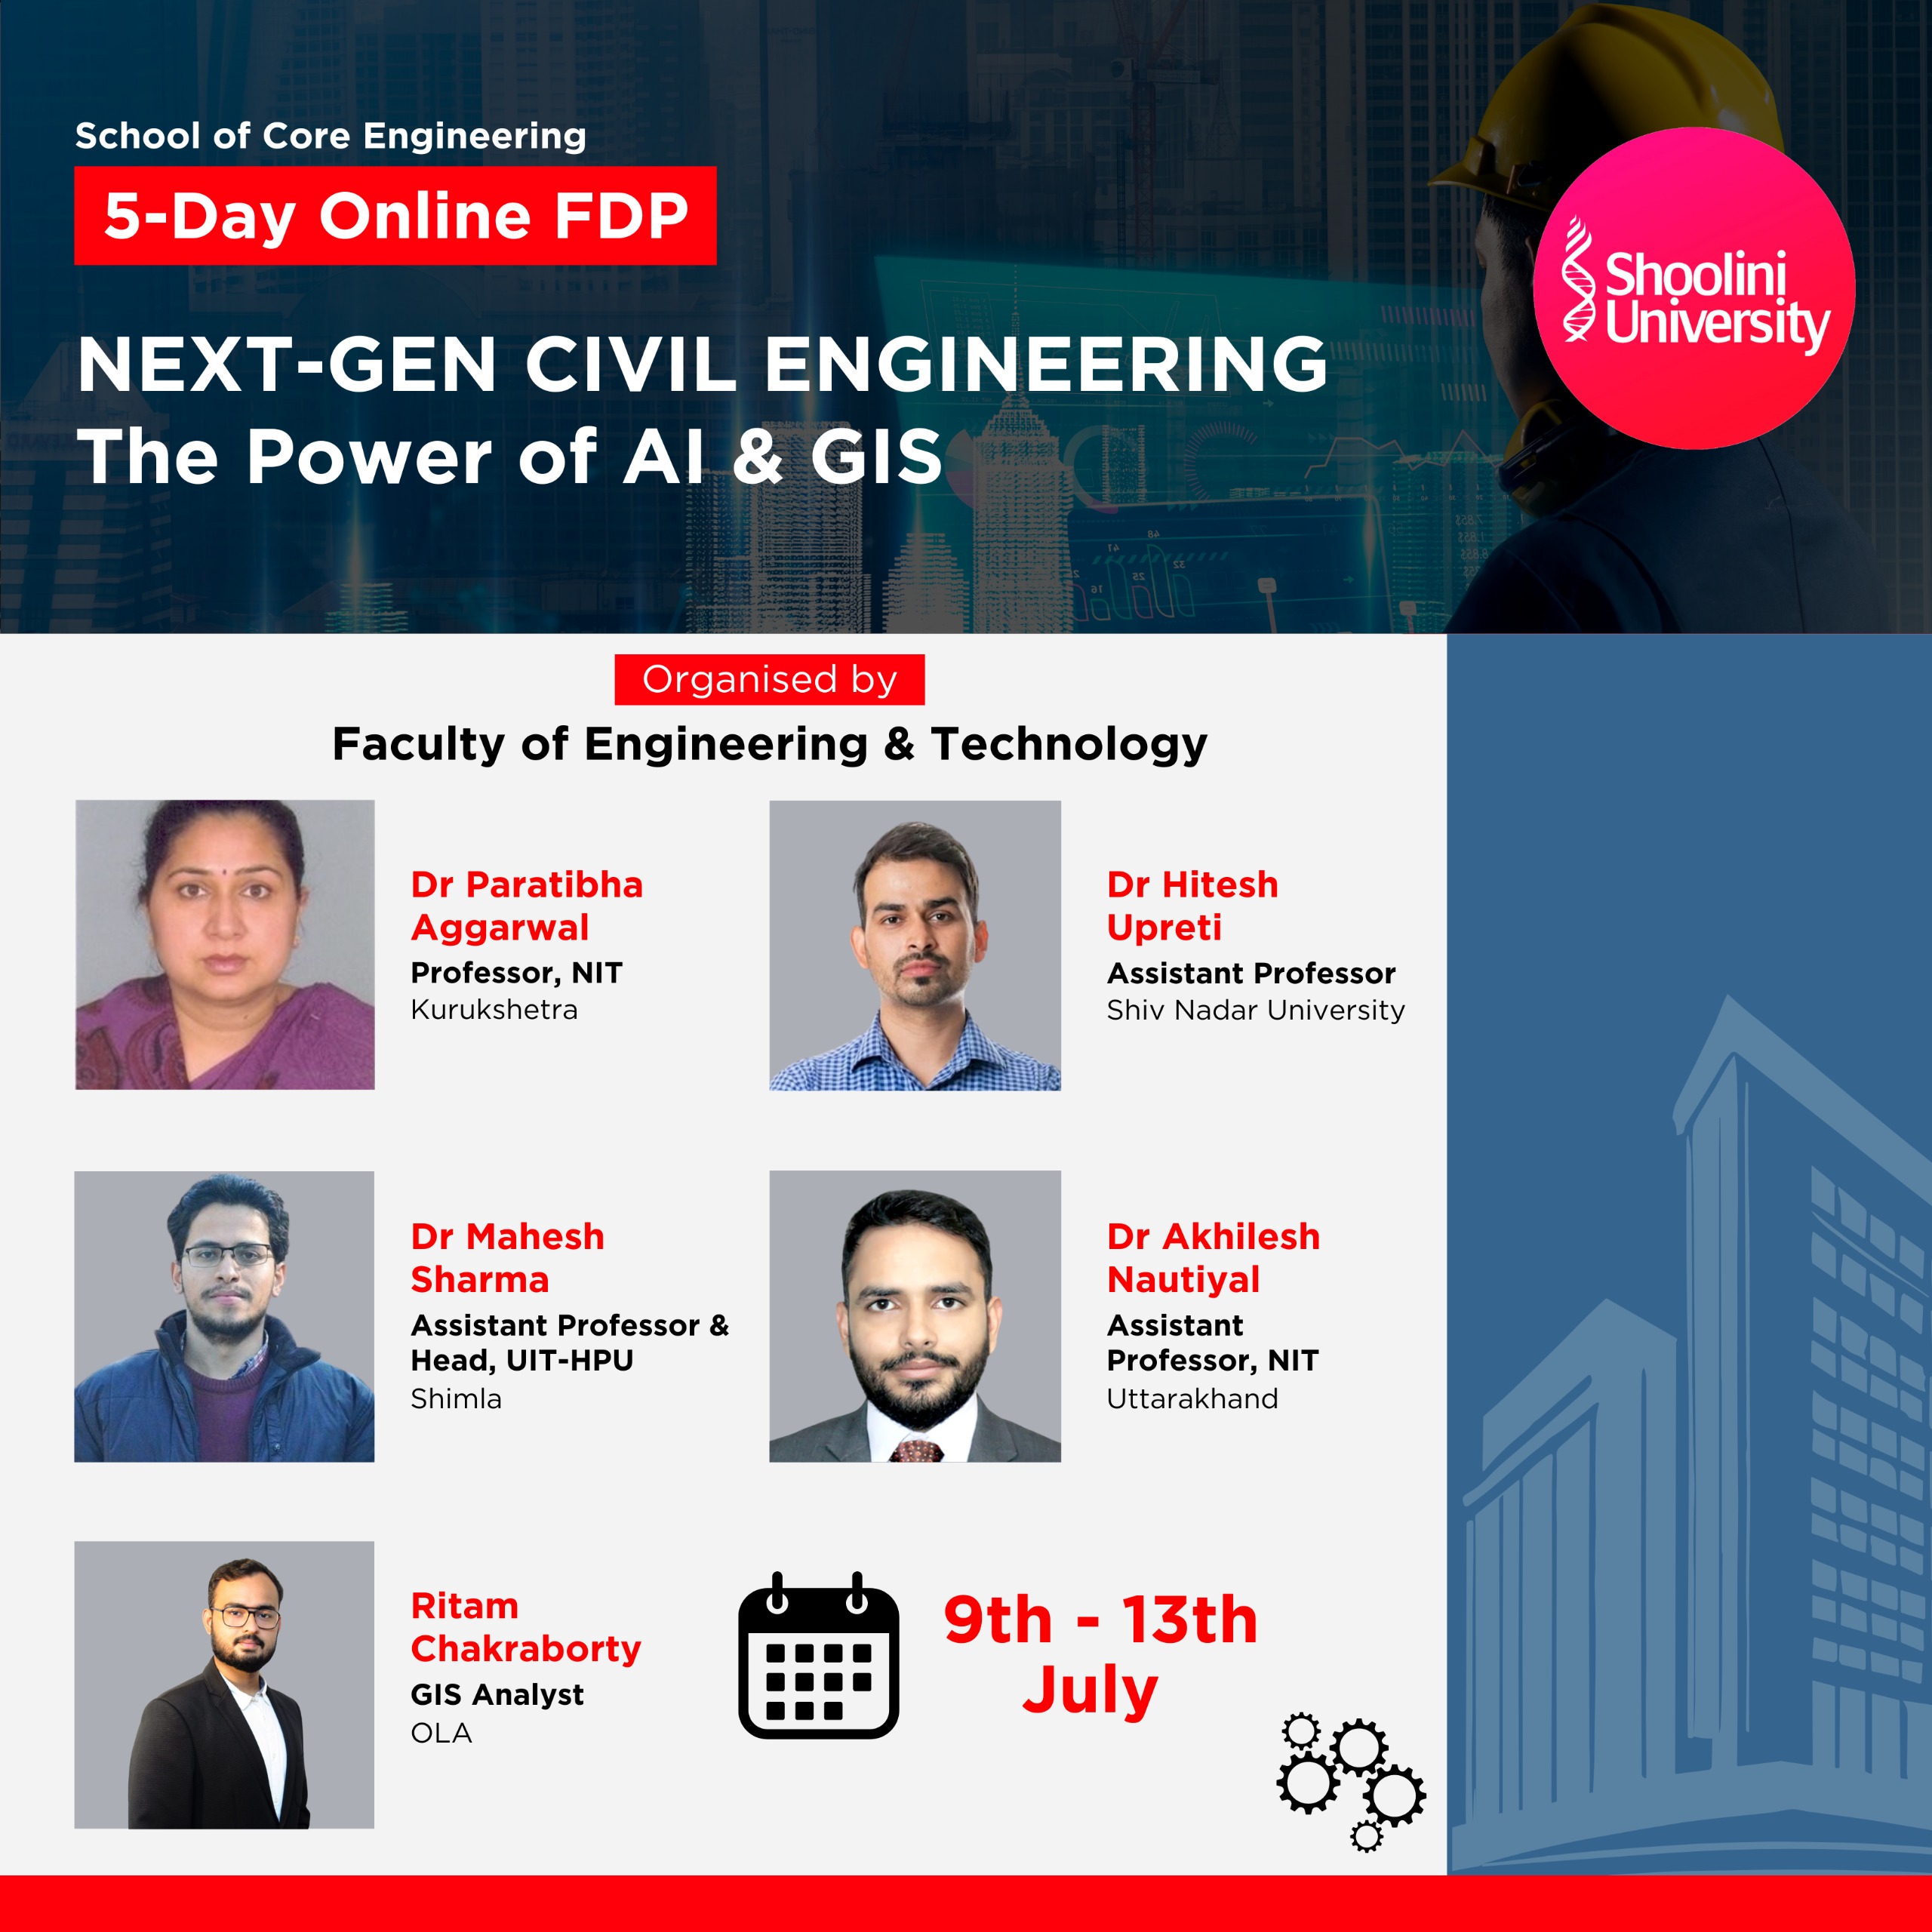 School of Core Engineering
5-Day Online FDP
NEXT-GEN CIVIL ENGINEERING
The Power of AI & GIS
Shoolini
University
Organised by
Faculty of Engineering & Technology
Dr Paratibha
Aggarwal
Professor, NIT
Kurukshetra
Dr Hitesh
Upreti
Assistant Professor
Shiv Nadar University
Dr Mahesh
Sharma
Assistant Professor &
Head, UIT-HPU
Shimla
Dr Akhilesh
Nautiyal
Assistant
Professor, NIT
Uttarakhand
Ritam
Chakraborty
GIS Analyst
OLA
9th - 13th
July